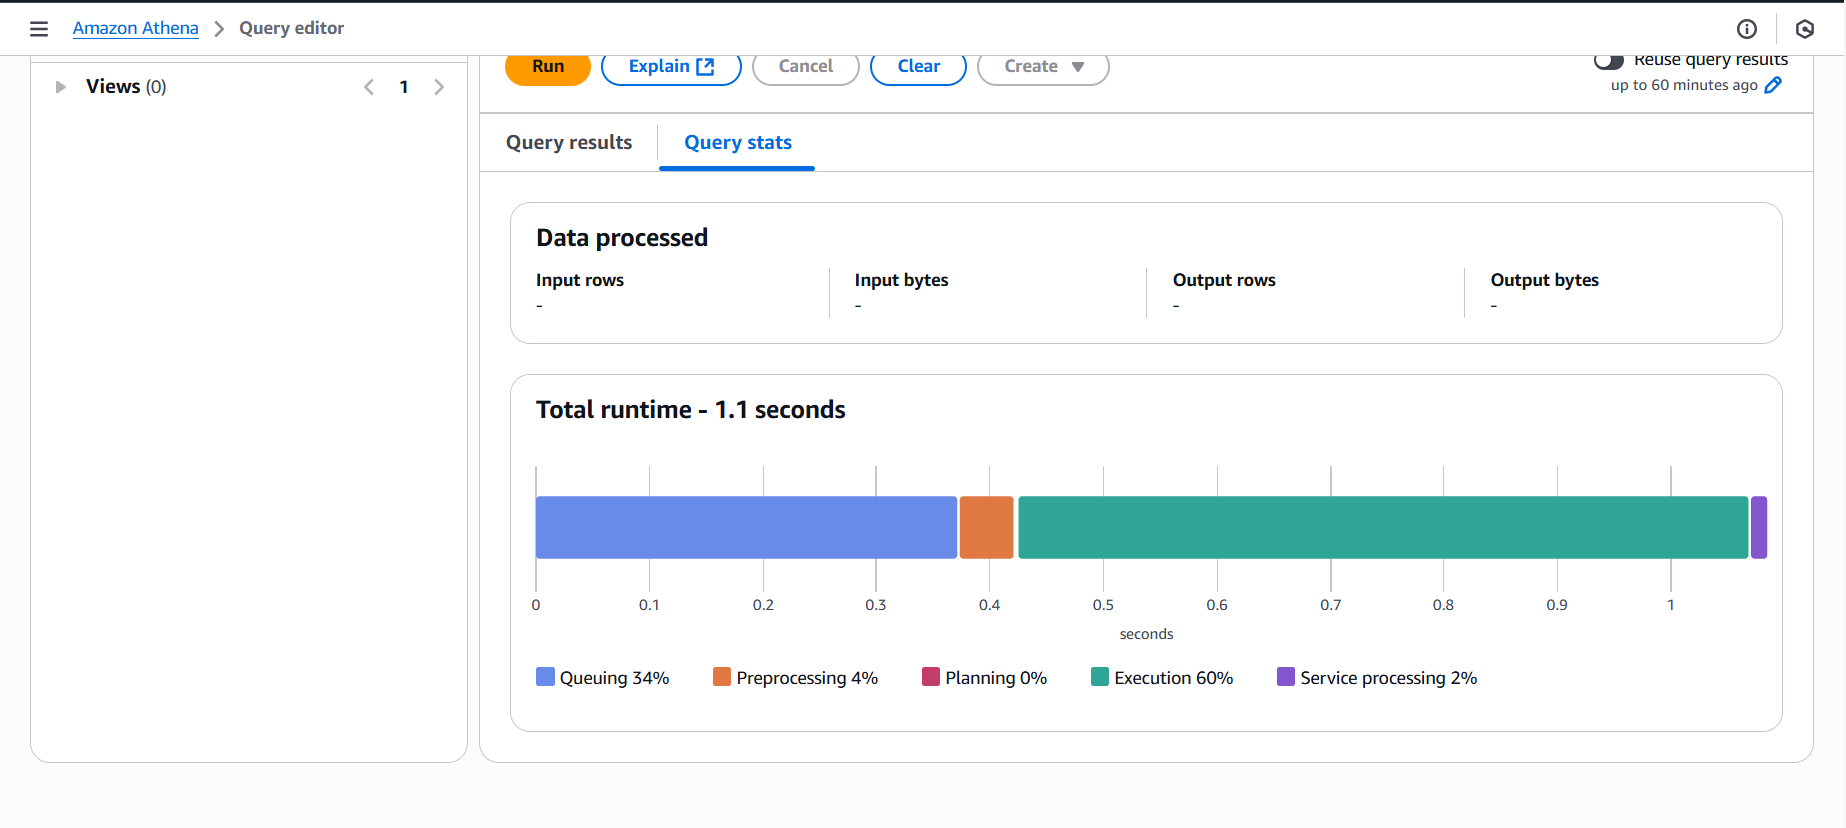 Amazon Athena > Query editor
Views (0) < 1 >
Run Explain Cancel Clear Create
Reuse query results
up to 60 minutes ago
Query results Query stats
Data processed
Input rows Input bytes Output rows Output bytes
- - - -
Total runtime - 1.1 seconds
0 0.1 0.2 0.3 0.4 0.5 0.6 0.7 0.8 0.9 1
seconds
Queuing 34% Preprocessing 4% Planning 0% Execution 60% Service processing 2%